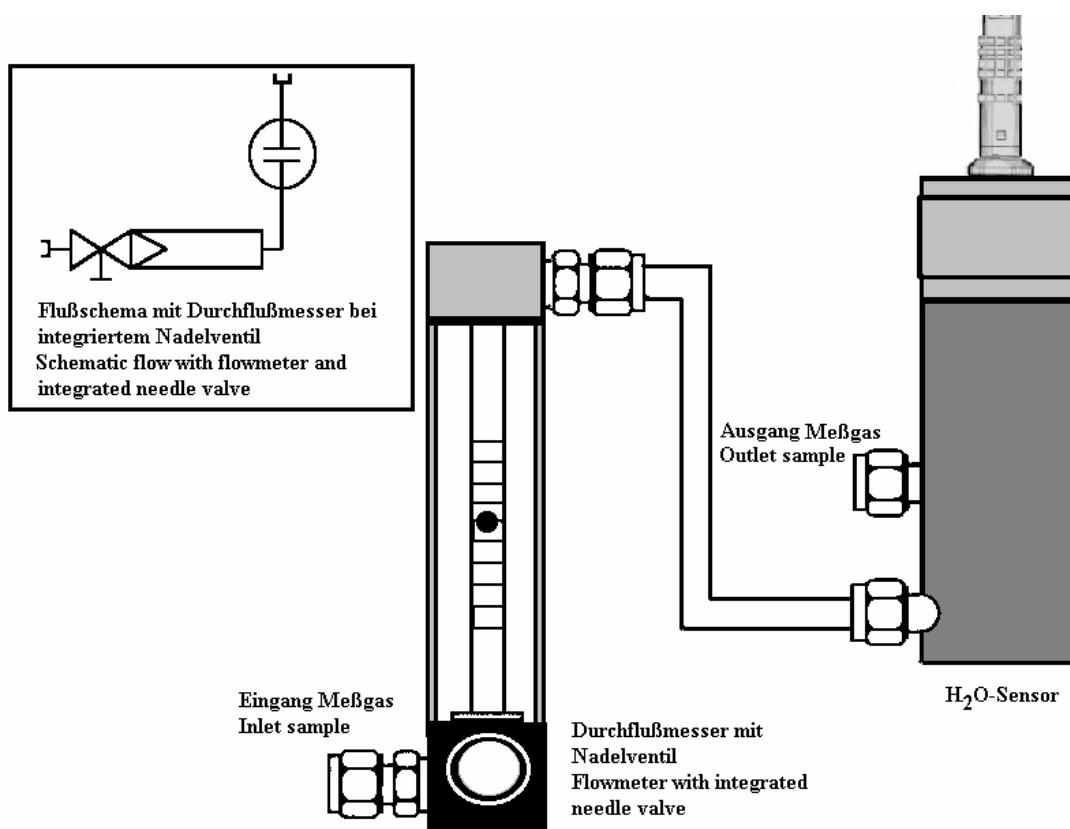 Flußschema mit Durchflußmesser bei
integriertem Nadelventil
Schematic flow with flowmeter and
integrated needle valve
Ausgang Meßgas
Outlet sample
Eingang Meßgas
Inlet sample
Durchflußmesser mit
Nadelventil
Flowmeter with integrated
needle valve
H₂O-Sensor